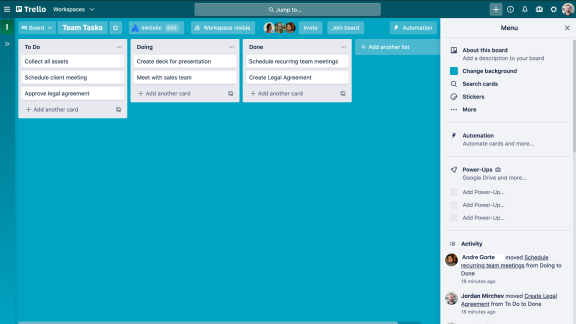 Trello
Workspaces
Jump to...
Board
Team Tasks
Inktistic
Workspace visible
Invite
Join board
Automation
Menu
To Do
Collect all assets
Schedule client meeting
Approve legal agreement
+ Add another card
Doing
Create deck for presentation
Meet with sales team
+ Add another card
Done
Schedule recurring team meetings
Create Legal Agreement
+ Add another card
+ Add another list
About this board
Add a description to your board
Change background
Search cards
Stickers
More
Automation
Automate cards and more...
Power-Ups
Google Drive and more...
Add Power-Up...
Add Power-Up...
Add Power-Up...
Activity
Andre Gorte moved Schedule
recurring team meetings from Doing to
Done
18 minutes ago
Jordan Mirchev moved Create Legal
Agreement from To Do to Done
18 minutes ago